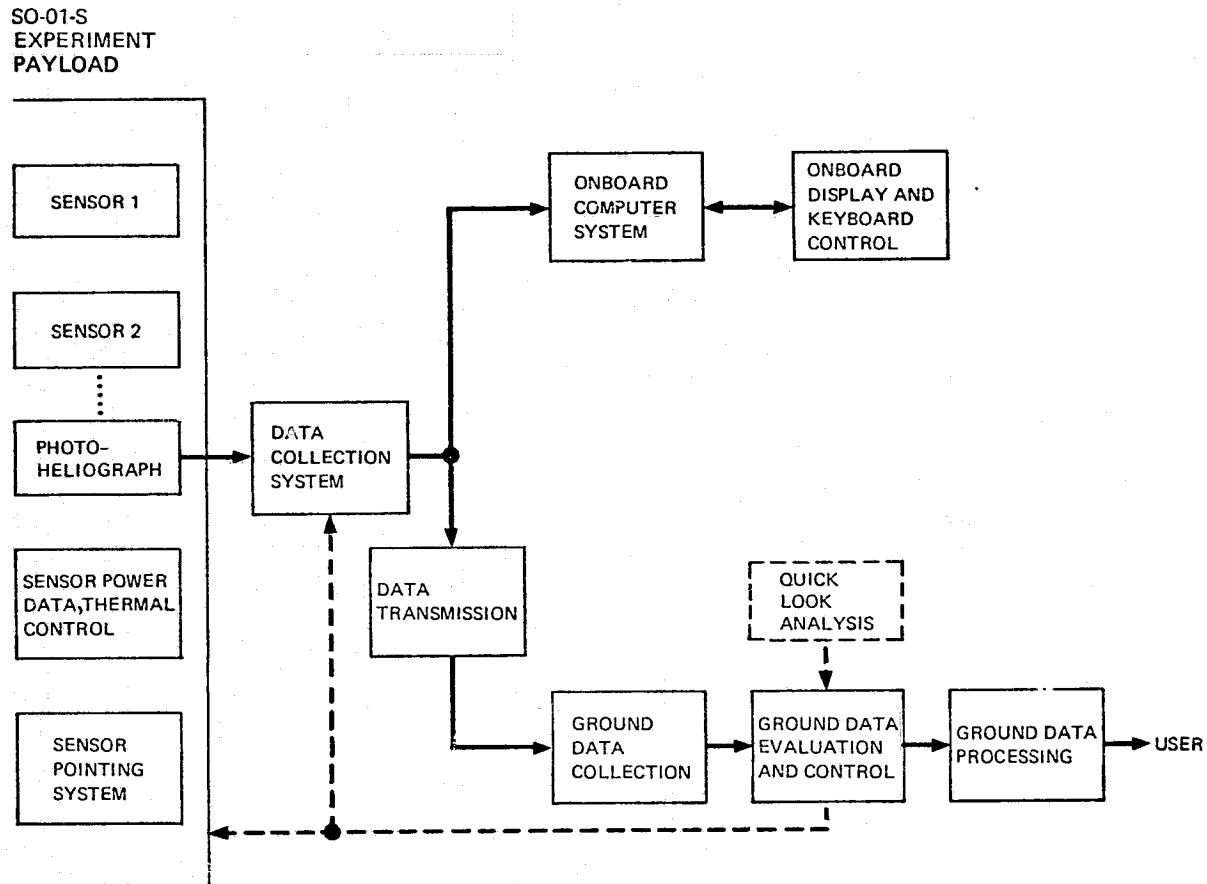 SO-01-S
EXPERIMENT
PAYLOAD
SENSOR 1
SENSOR 2
PHOTO-
HELIOGRAPH
SENSOR POWER
DATA,THERMAL
CONTROL
SENSOR
POINTING
SYSTEM
DATA
COLLECTION
SYSTEM
ONBOARD
COMPUTER
SYSTEM
ONBOARD
DISPLAY AND
KEYBOARD
CONTROL
DATA
TRANSMISSION
QUICK
LOOK
ANALYSIS
GROUND
DATA
COLLECTION
GROUND DATA
EVALUATION
AND CONTROL
GROUND DATA
PROCESSING
USER